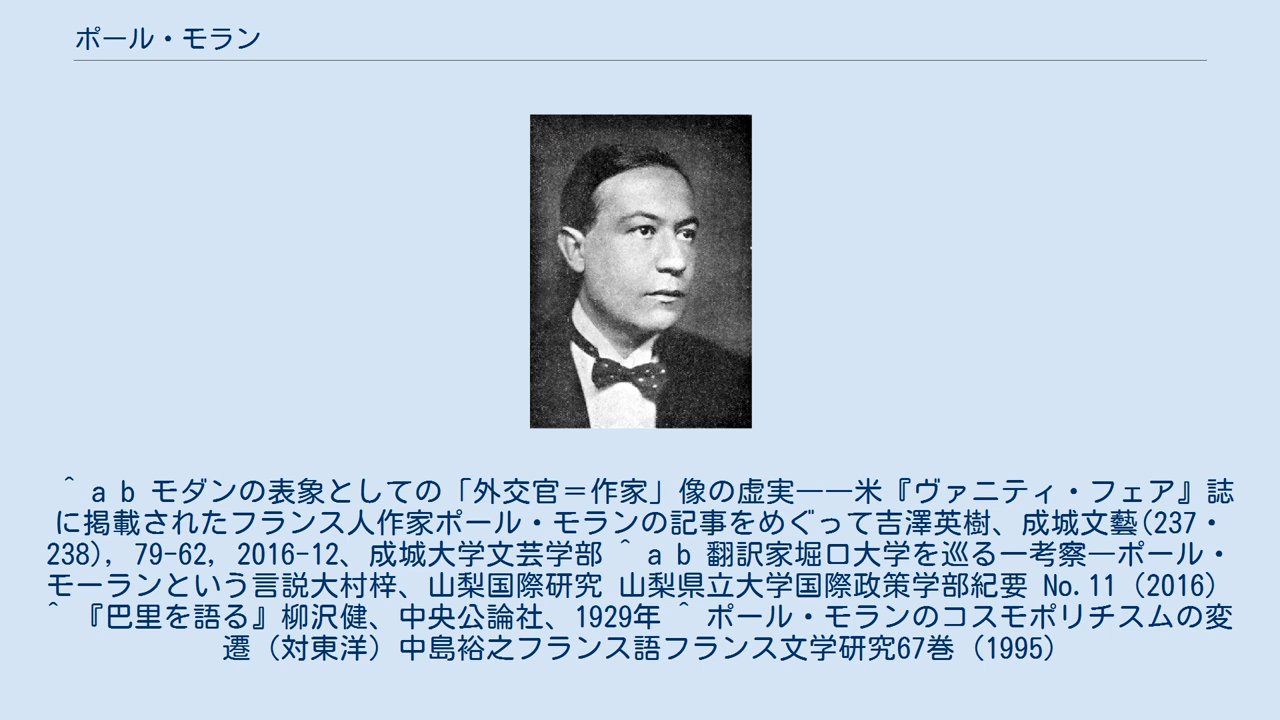 ポール・モラン
^ a b モダンの表象としての「外交官＝作家」像の虚実――米『ヴァニティ・フェア』誌
に掲載されたフランス人作家ポール・モランの記事をめぐって吉澤英樹、成城文藝(237・
238), 79-62, 2016-12、成城大学文芸学部 ^ a b 翻訳家堀口大学を巡る一考察―ポール・
モーランという言説大村梓、山梨国際研究 山梨県立大学国際政策学部紀要 No.11（2016）
^ 『巴里を語る』柳沢健、中央公論社、1929年 ^ ポール・モランのコスモポリチスムの変
遷（対東洋）中島裕之フランス語フランス文学研究67巻（1995）